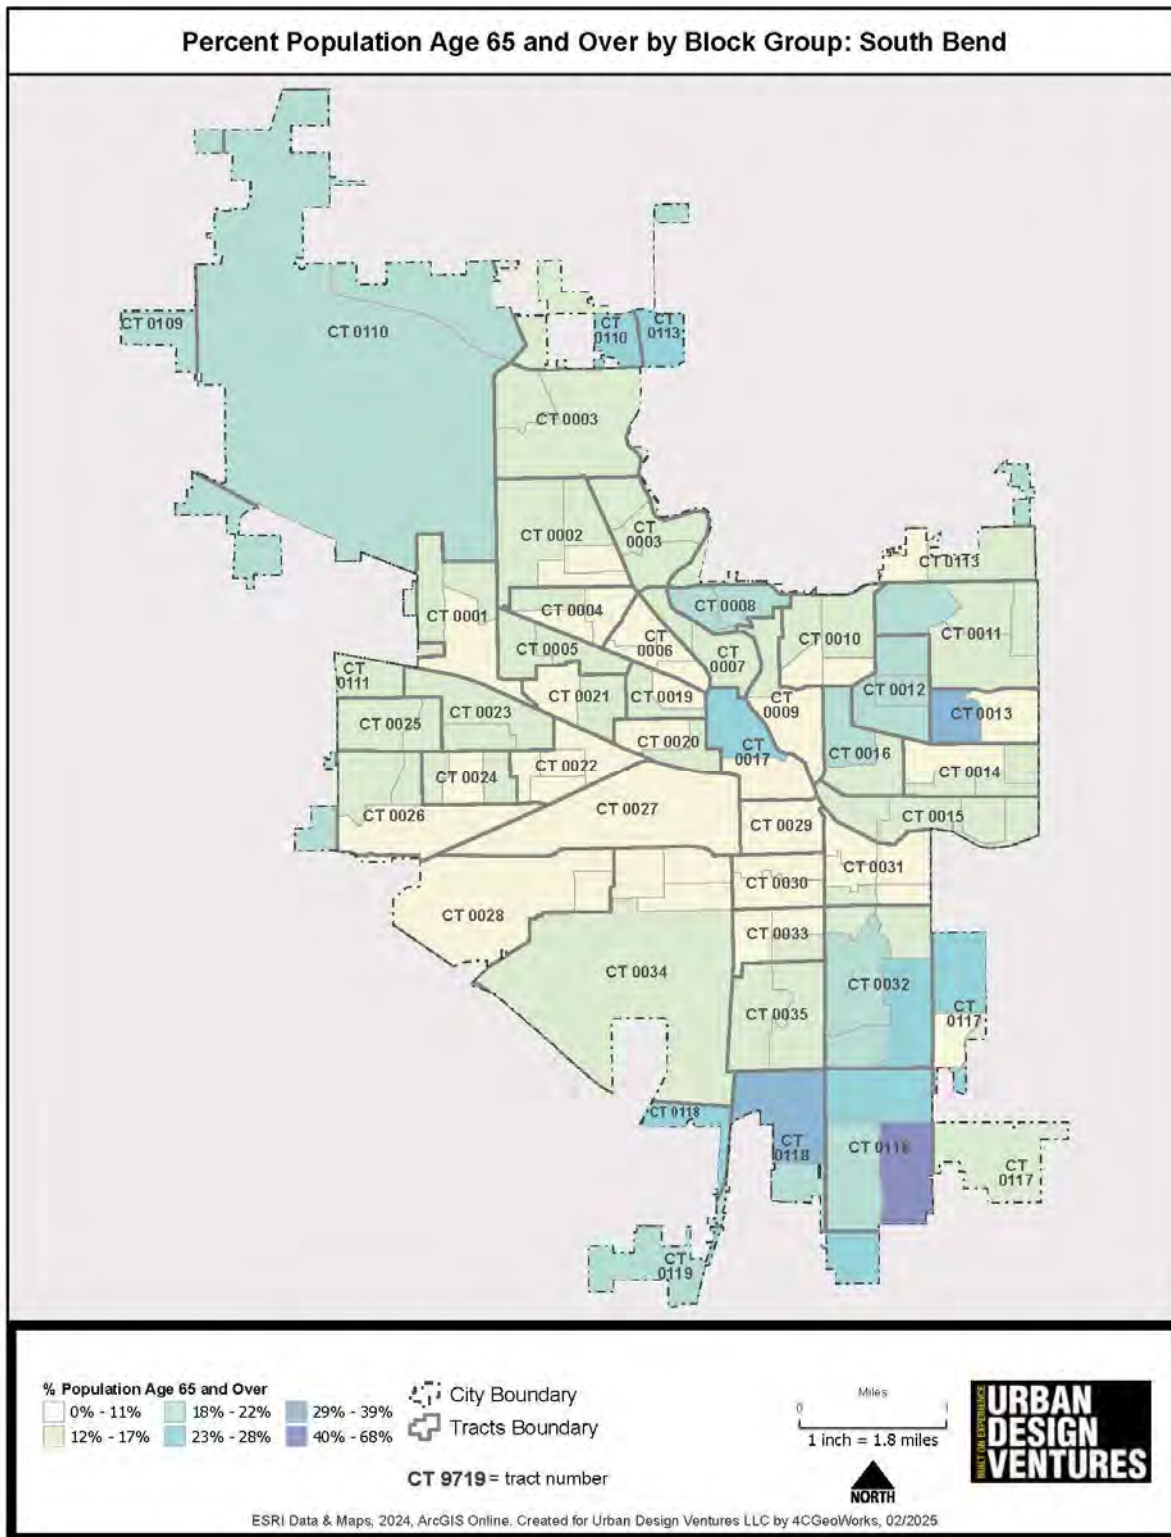 Percent Population Age 65 and Over by Block Group: South Bend
CT 0109
CT 0110
CT
0110
CT
0113
CT 0003
CT 0002
CT
0003
CT 0113
CT 0001
CT 0004
CT 0008
CT 0010
CT 0011
CT 0005
CT
0006
CT
0007
CT
0111
CT 0021
CT 0019
CT
0009
CT 0012
CT 0013
CT 0025
CT 0023
CT 0020
CT
0017
CT 0016
CT 0024
CT 0022
CT 0014
CT 0026
CT 0027
CT 0029
CT 0015
CT 0031
CT 0030
CT 0028
CT 0033
CT 0034
CT 0032
CT 0035
CT
0117
CT 0118
CT
0118
CT 0118
CT
0117
CT
0119
% Population Age 65 and Over
0% - 11%
18% - 22%
29% - 39%
12% - 17%
23% - 28%
40% - 68%
City Boundary
Tracts Boundary
CT 9719 = tract number
Miles
0 1
1 inch = 1.8 miles
NORTH
BUILT ON EXPERIENCE
URBAN
DESIGN
VENTURES
ESRI Data & Maps, 2024, ArcGIS Online. Created for Urban Design Ventures LLC by 4CGeoWorks, 02/2025